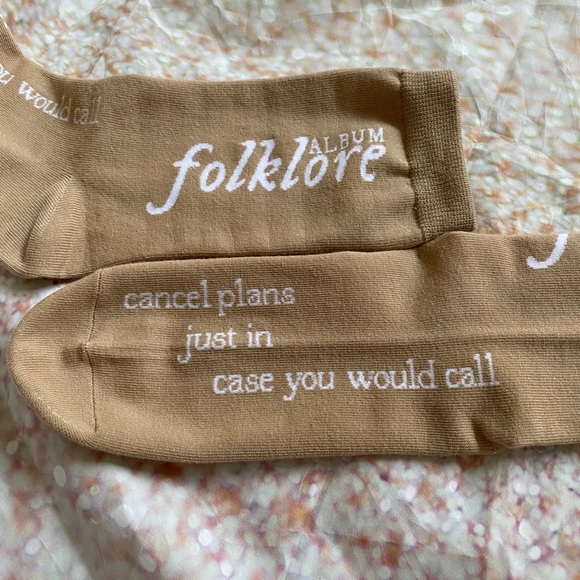 you would call
ALBUM
folklore
cancel plans
just in
case you would call